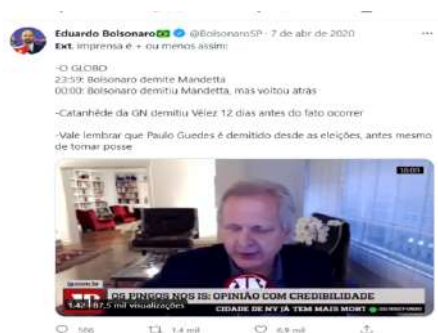 Eduardo Bolsonaro @BolsonaroSP · 7 de abr de 2020
Ext. imprensa é + ou menos assim:
-O GLOBO
23:59: Bolsonaro demite Mandetta
00:00: Bolsonaro demitiu Mandetta, mas voltou atrás
-Catanhêde da GN demitiu Vélez 12 dias antes do fato ocorrer
-Vale lembrar que Paulo Guedes é demitido desde as eleições, antes mesmo
de tomar posse
OS PINGOS NOS IS: OPINIÃO COM CREDIBILIDADE
1:42 87.5 mil visualizações
CIDADE DE NY JÁ TEM MAIS MORT
586 1.4 mil 6.9 mil